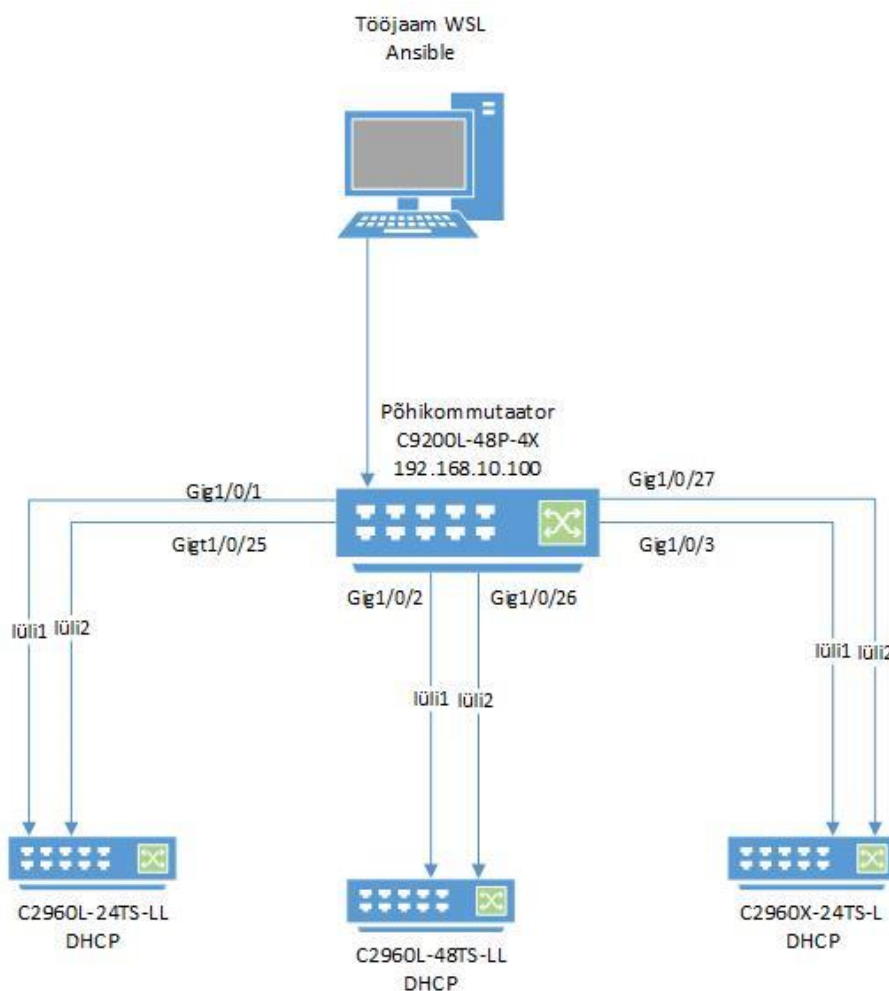 Tööjaam WSL
Ansible
Põhikommutaator
C9200L-48P-4X
192.168.10.100
Gig1/0/1
Gig1/0/27
Gigt1/0/25
Gig1/0/3
Gig1/0/2
Gig1/0/26
lüli1
lüli2
lüli1
lüli2
lüli1
lüli2
C2960L-24TS-LL
DHCP
C2960L-48TS-LL
DHCP
C2960X-24TS-L
DHCP